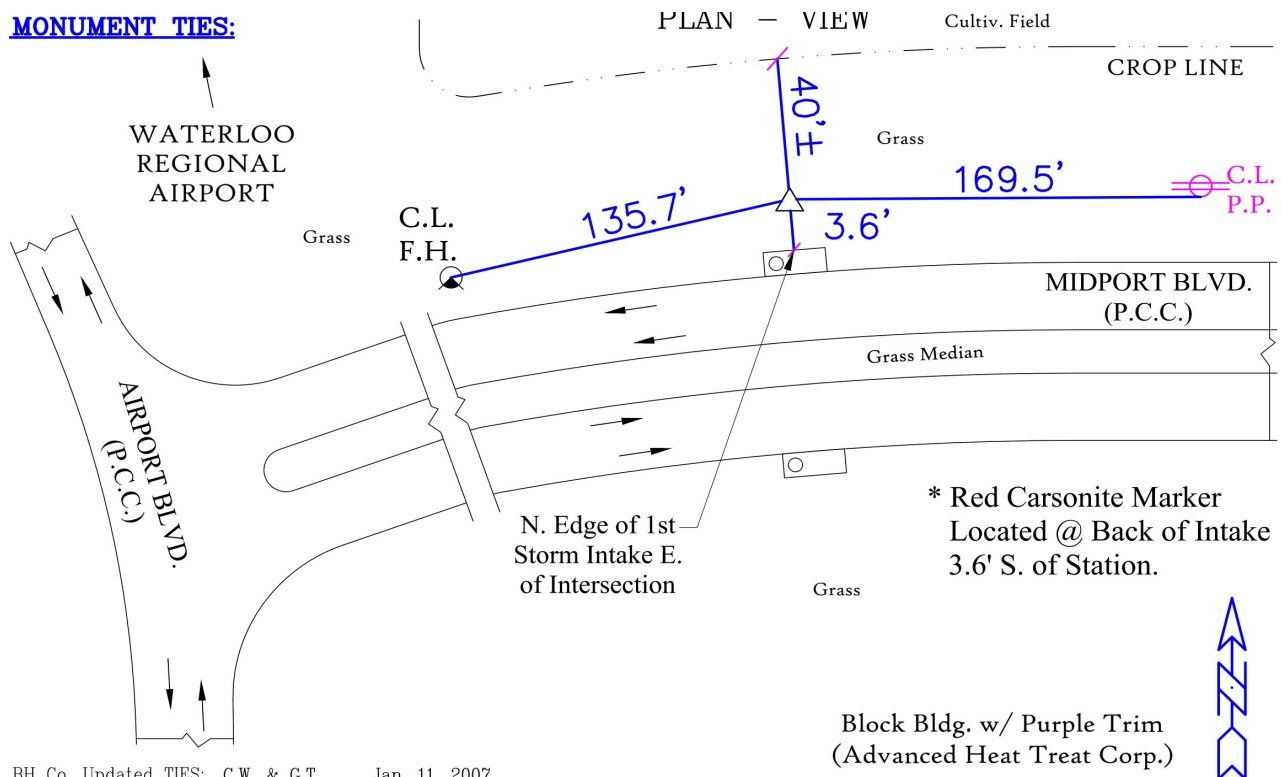 MONUMENT TIES:
PLAN – VIEW
Cultiv. Field
CROP LINE
WATERLOO
REGIONAL
AIRPORT
40'±
Grass
169.5'
C.L.
P.P.
135.7'
C.L.
F.H.
Grass
3.6'
MIDPORT BLVD.
(P.C.C.)
Grass Median
AIRPORT BLVD.
(P.C.C.)
N. Edge of 1st
Storm Intake E.
of Intersection
* Red Carsonite Marker
Located @ Back of Intake
3.6' S. of Station.
Grass
N
Block Bldg. w/ Purple Trim
(Advanced Heat Treat Corp.)
BH Co. Updated TIES: C.W. & G.T. Jan. 11, 2007